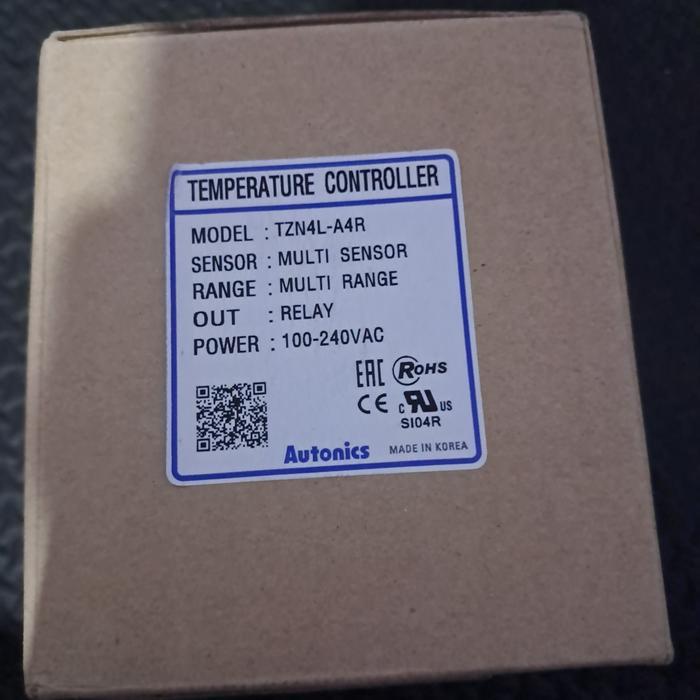 TEMPERATURE CONTROLLER
MODEL : TZN4L-A4R
SENSOR : MULTI SENSOR
RANGE : MULTI RANGE
OUT : RELAY
POWER : 100-240VAC
EAC RoHS
CE c RU US
SI04R
Autonics MADE IN KOREA